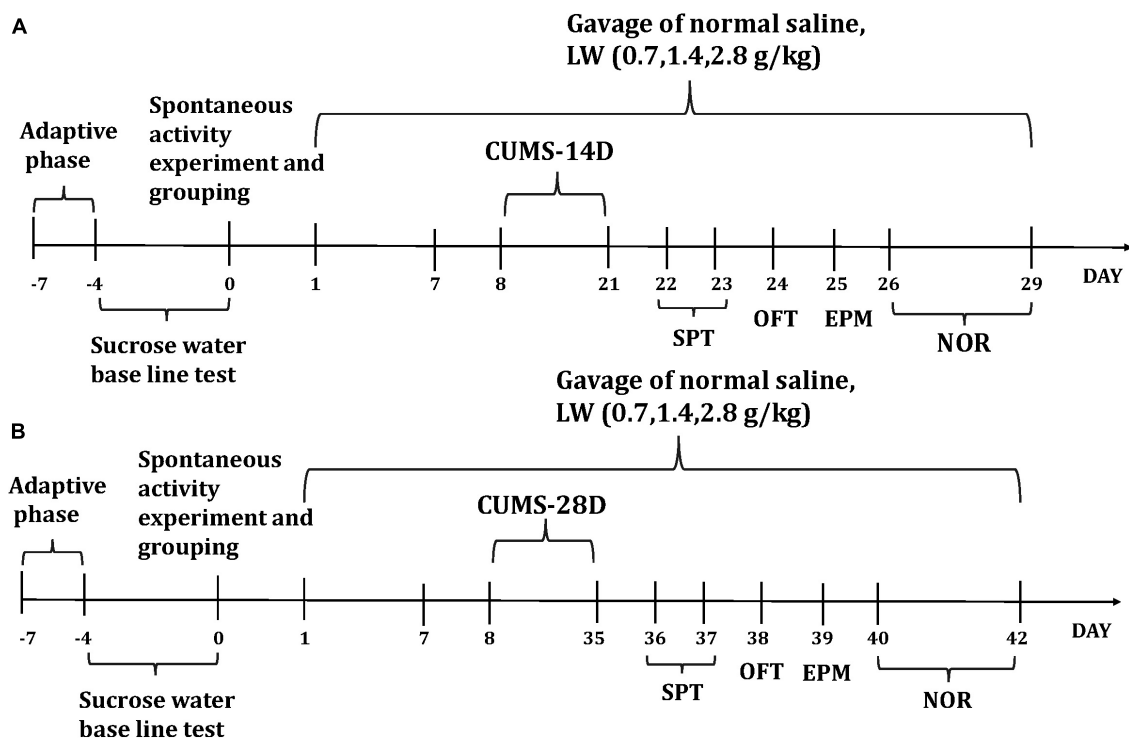 A
Gavage of normal saline,
LW (0.7,1.4,2.8 g/kg)
Spontaneous
activity
experiment and
grouping
Adaptive
phase
CUMS-14D
-7 -4 0 1 7 8 21 22 23 24 25 26 29 DAY
Sucrose water
base line test
SPT
OFT
EPM
NOR
B
Gavage of normal saline,
LW (0.7,1.4,2.8 g/kg)
Spontaneous
activity
experiment and
grouping
Adaptive
phase
CUMS-28D
-7 -4 0 1 7 8 35 36 37 38 39 40 42 DAY
Sucrose water
base line test
SPT
OFT
EPM
NOR